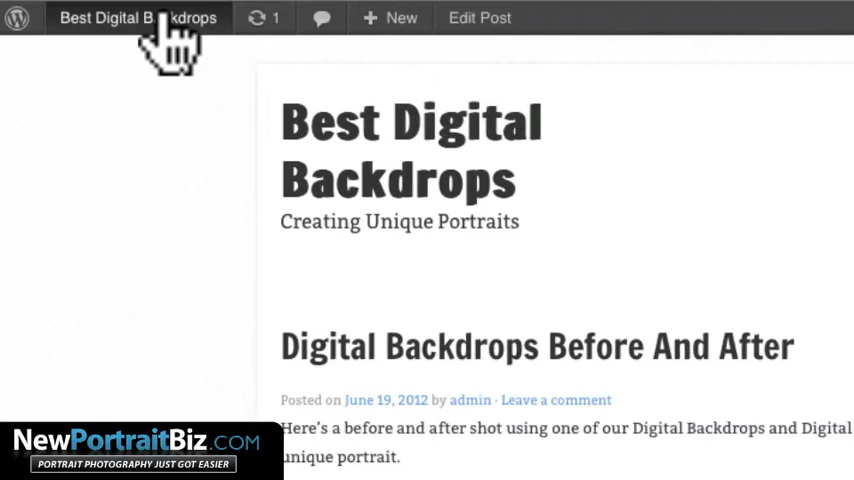 Best Digital Backdrops 1 + New Edit Post
Best Digital
Backdrops
Creating Unique Portraits
Digital Backdrops Before And After
Posted on June 19, 2012 by admin · Leave a comment
Here's a before and after shot using one of our Digital Backdrops and Digital
unique portrait.
NewPortraitBiz.com
PORTRAIT PHOTOGRAPHY JUST GOT EASIER